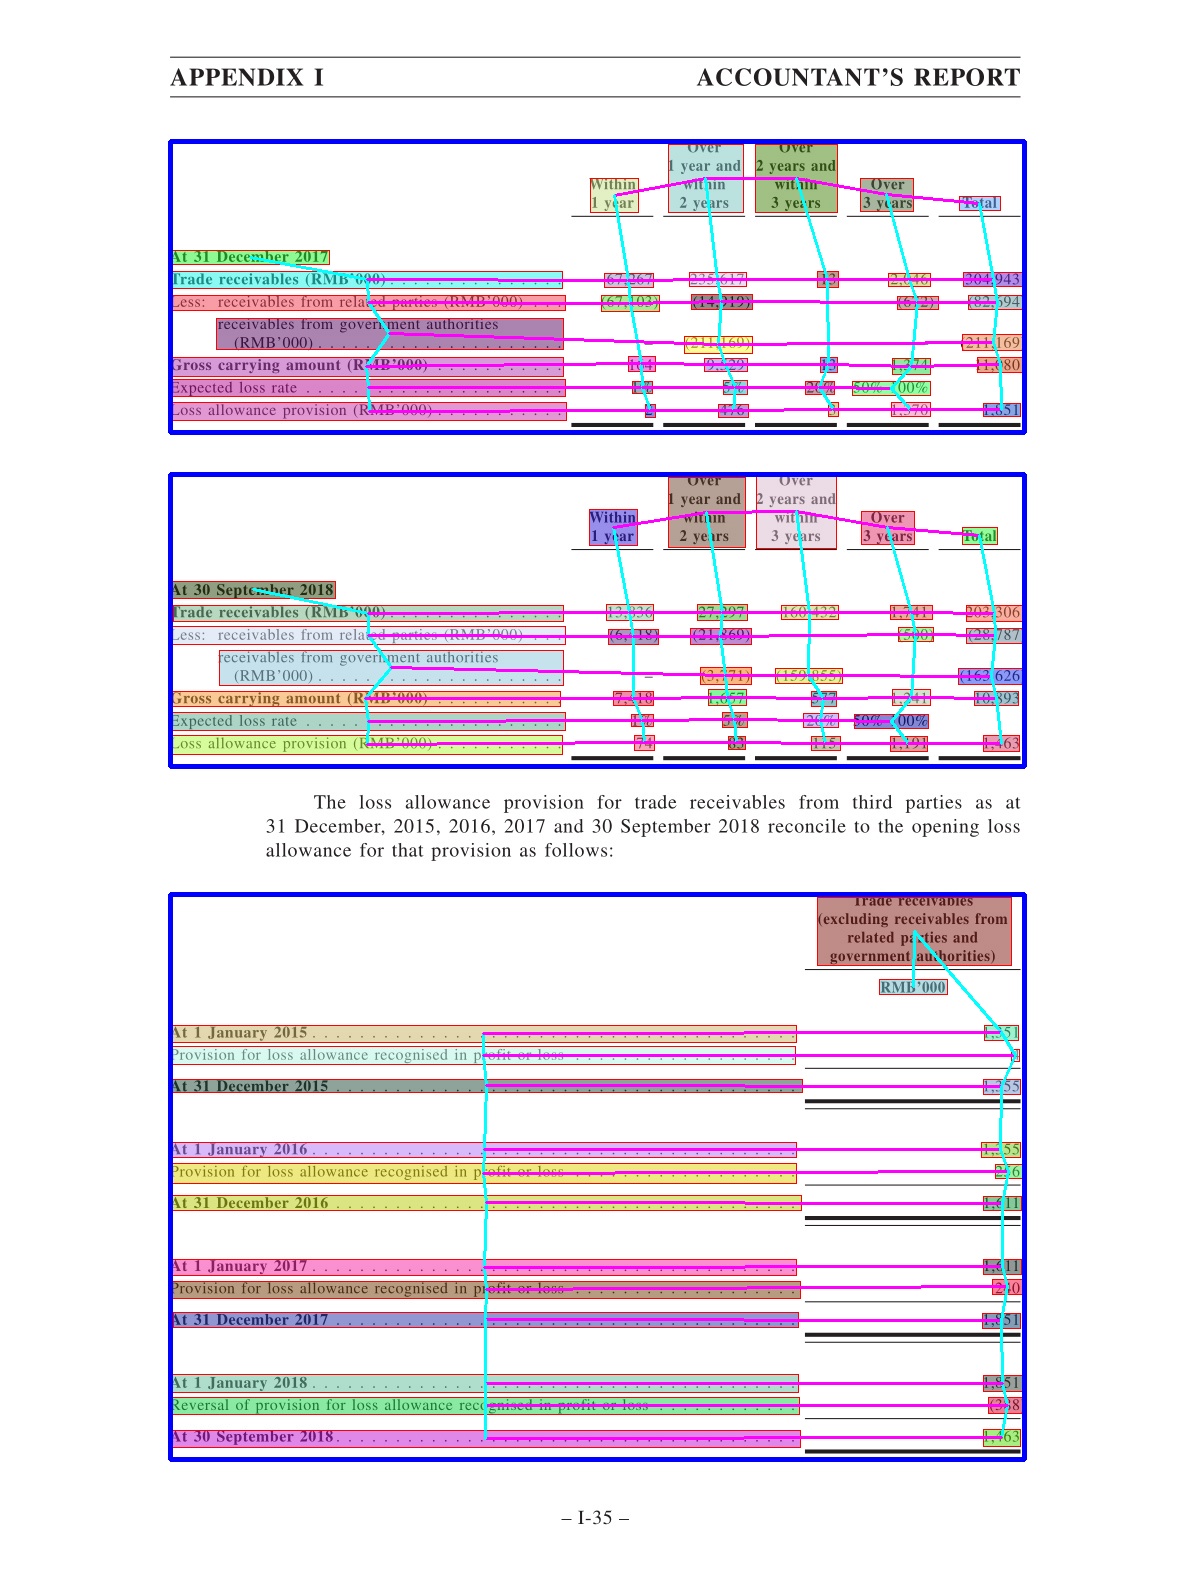 APPENDIX I ACCOUNTANT'S REPORT
Over Over
1 year and 2 years and
Within within within Over
1 year 2 years 3 years 3 years Total
At 31 December 2017
Trade receivables (RMB'000) . . . . . . . . . . . . . 67,267 235,617 13 2,046 304,943
Less: receivables from related parties (RMB'000) . . . . (67,103) (14,919) (672) (82,694
receivables from government authorities
(RMB'000) . . . . . . . . . . . . . . . . . . . . (211,169) (211,169
Gross carrying amount (RMB'000) . . . . . . . . . . 164 9,529 13 1,374 11,080
Expected loss rate . . . . . . . . . . . . . . . . . . . . 1% 5% 20% 50%-100%
Loss allowance provision (RMB'000) . . . . . . . . . . 2 476 3 1,370 1,851
Over Over
1 year and 2 years and
Within within within Over
1 year 2 years 3 years 3 years Total
At 30 September 2018
Trade receivables (RMB'000) . . . . . . . . . . . . . 13,836 27,297 160,432 1,741 203,306
Less: receivables from related parties (RMB'000) . . . . (6,418) (21,869) (500) (28,787
receivables from government authorities
(RMB'000) . . . . . . . . . . . . . . . . . . . . – (3,771) (159,855) (163,626
Gross carrying amount (RMB'000) . . . . . . . . . . 7,418 1,657 577 1,241 10,893
Expected loss rate . . . . . . . . . . . . . . . . . . . . 1% 5% 20% 50%-100%
Loss allowance provision (RMB'000) . . . . . . . . . . 74 83 115 1,191 1,463
The loss allowance provision for trade receivables from third parties as at
31 December, 2015, 2016, 2017 and 30 September 2018 reconcile to the opening loss
allowance for that provision as follows:
Trade receivables
(excluding receivables from
related parties and
government authorities)
RMB'000
At 1 January 2015 . . . . . . . . . . . . . . . . . . . . 1,351
Provision for loss allowance recognised in profit or loss . . . . . . . . . . 4
At 31 December 2015 . . . . . . . . . . . . . . . . . . . . 1,355
At 1 January 2016 . . . . . . . . . . . . . . . . . . . . 1,355
Provision for loss allowance recognised in profit or loss . . . . . . . . . . 256
At 31 December 2016 . . . . . . . . . . . . . . . . . . . . 1,611
At 1 January 2017 . . . . . . . . . . . . . . . . . . . . 1,611
Provision for loss allowance recognised in profit or loss . . . . . . . . . . 240
At 31 December 2017 . . . . . . . . . . . . . . . . . . . . 1,851
At 1 January 2018 . . . . . . . . . . . . . . . . . . . . 1,851
Reversal of provision for loss allowance recognised in profit or loss . . . . . . . . . . (388
At 30 September 2018 . . . . . . . . . . . . . . . . . . . . 1,463
– I-35 –